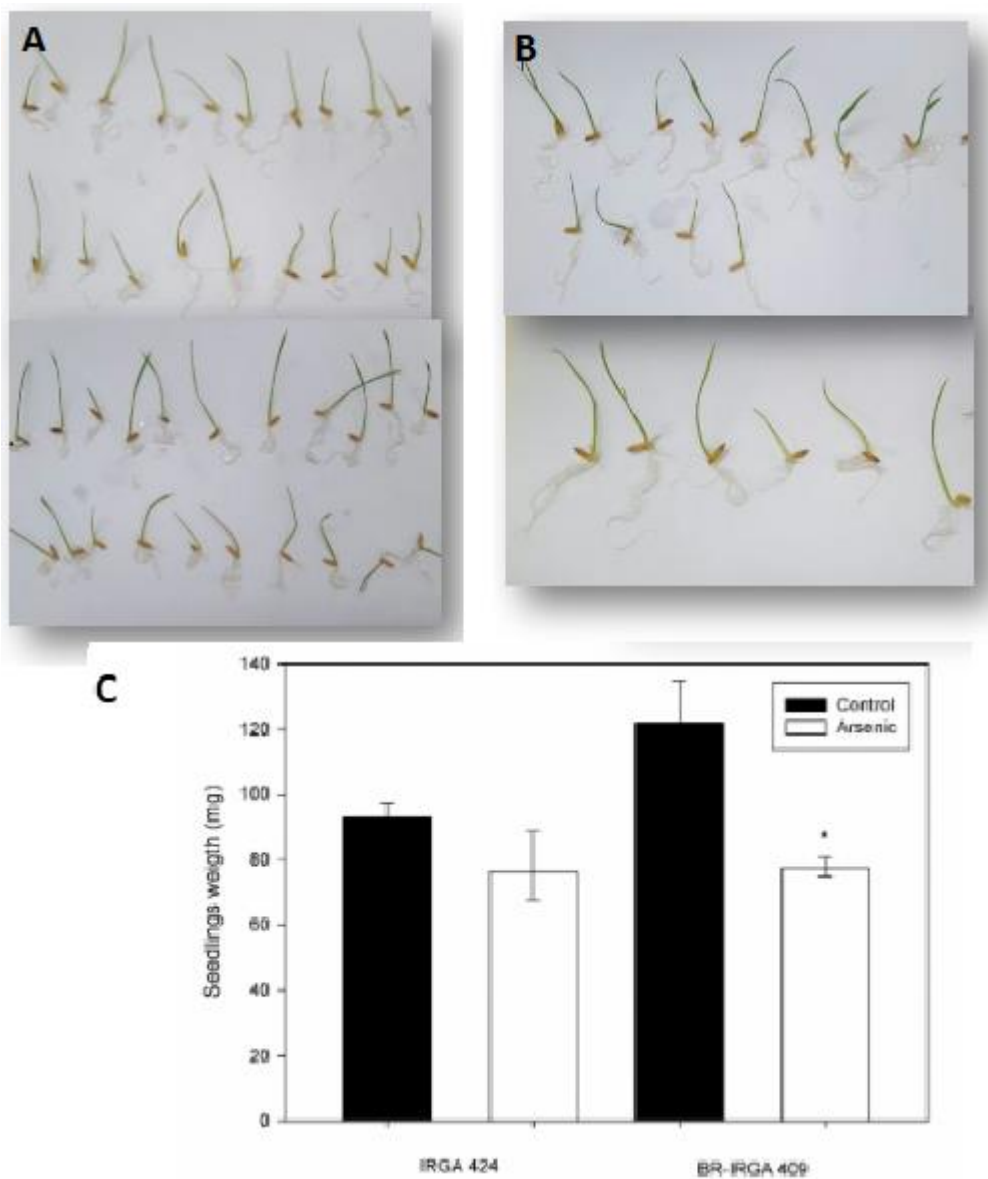 A
B
C
140
120
100
80
60
40
20
0
Seedlings weigth (mg)
Control
Arsenic
*
IRGA 424
BR-IRGA 409